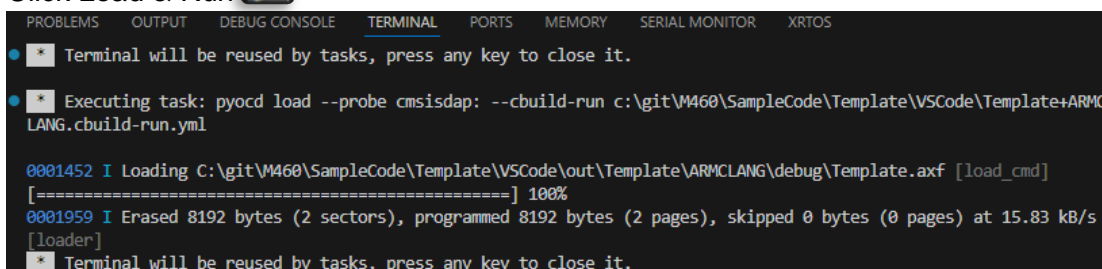 Click Load & Run
PROBLEMS OUTPUT DEBUG CONSOLE TERMINAL PORTS MEMORY SERIAL MONITOR XRTOS
* Terminal will be reused by tasks, press any key to close it.
* Executing task: pyocd load --probe cmsisdap: --cbuild-run c:\git\M460\SampleCode\Template\VSCode\Template+ARMC
LANG.cbuild-run.yml
0001452 I Loading C:\git\M460\SampleCode\Template\VSCode\out\Template\ARMCLANG\debug\Template.axf [load_cmd]
[==================================================] 100%
0001959 I Erased 8192 bytes (2 sectors), programmed 8192 bytes (2 pages), skipped 0 bytes (0 pages) at 15.83 kB/s
[loader]
* Terminal will be reused by tasks, press any key to close it.